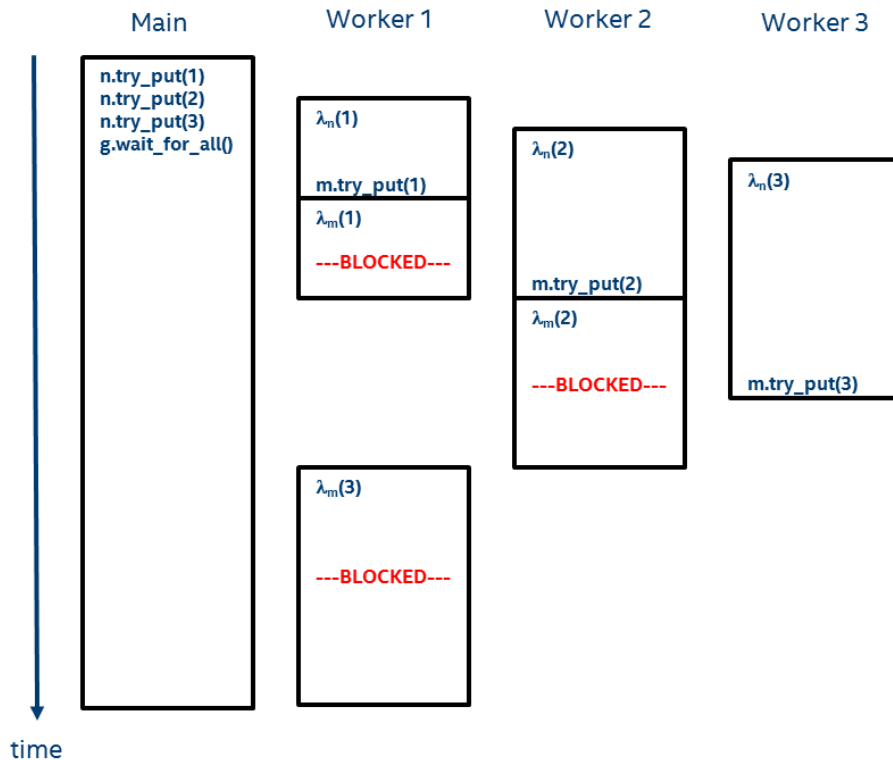 Main
Worker 1
Worker 2
Worker 3
n.try_put(1)
n.try_put(2)
n.try_put(3)
g.wait_for_all()
λn(1)
m.try_put(1)
λm(1)
---BLOCKED---
λm(3)
---BLOCKED---
λn(2)
m.try_put(2)
λm(2)
---BLOCKED---
λn(3)
m.try_put(3)
time